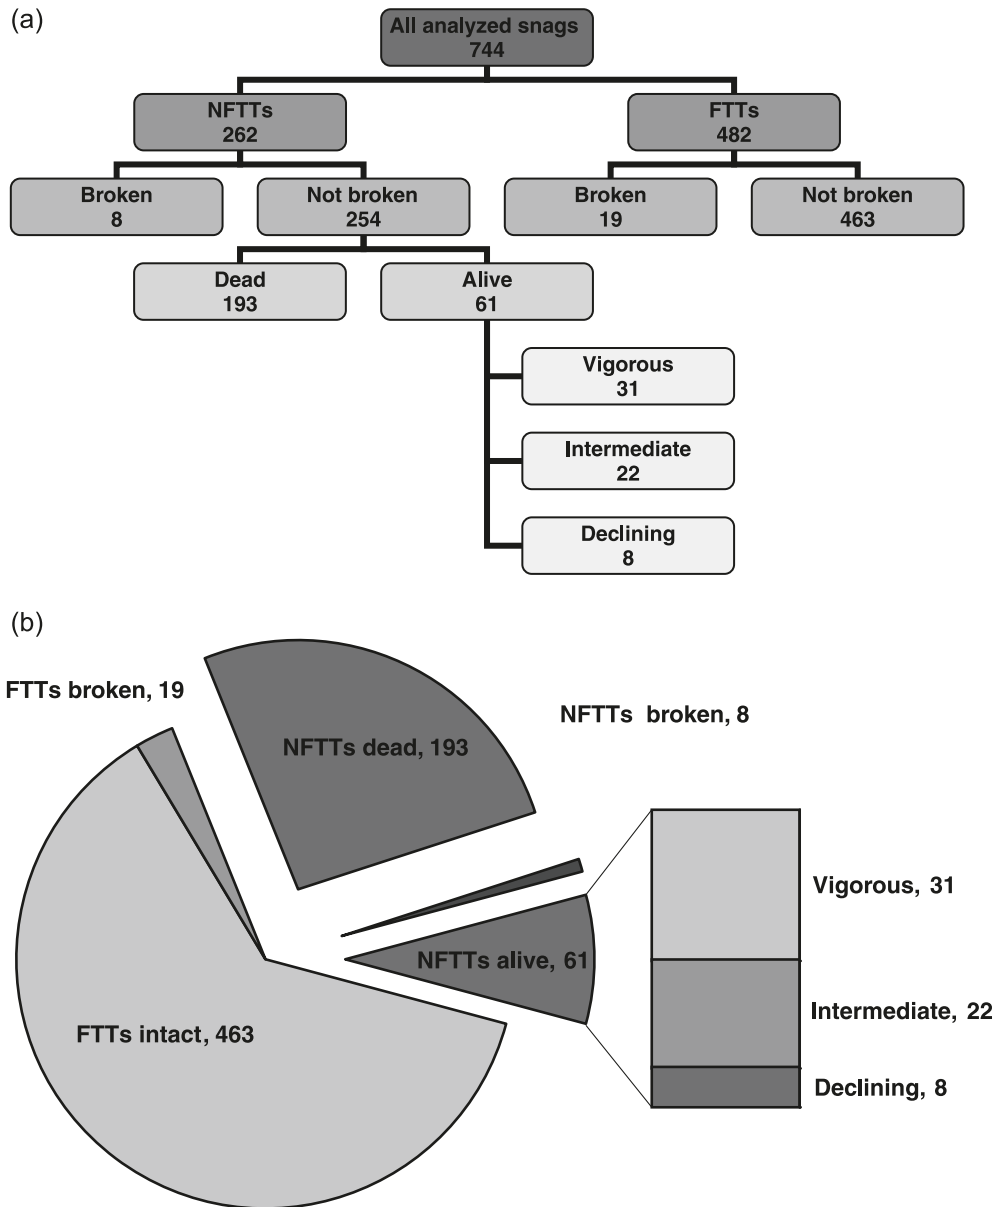 (a)
All analyzed snags
744
NFTTs
262
FTTs
482
Broken
8
Not broken
254
Broken
19
Not broken
463
Dead
193
Alive
61
Vigorous
31
Intermediate
22
Declining
8
(b)
FTTs broken, 19
NFTTs dead, 193
NFTTs  broken, 8
Vigorous, 31
NFTTs alive, 61
Intermediate, 22
FTTs intact, 463
Declining, 8